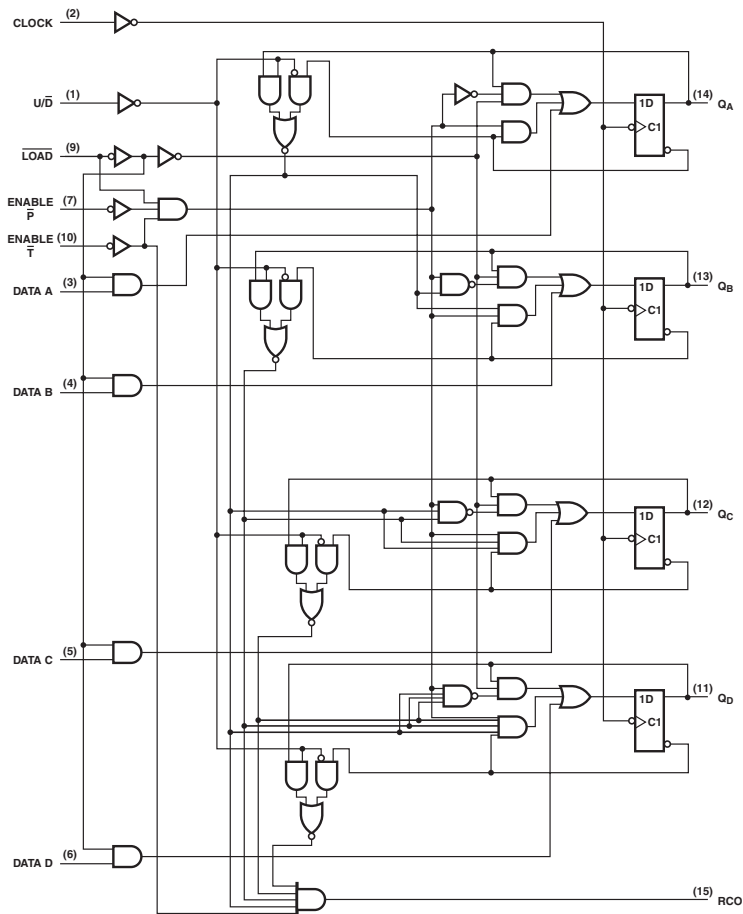 CLOCK (2)
U/D̅ (1)
L̅O̅A̅D̅ (9)
ENABLE P̅ (7)
ENABLE T̅ (10)
DATA A (3)
DATA B (4)
DATA C (5)
DATA D (6)
1D
C1
(14) QA
1D
C1
(13) QB
1D
C1
(12) QC
1D
C1
(11) QD
(15) RCO